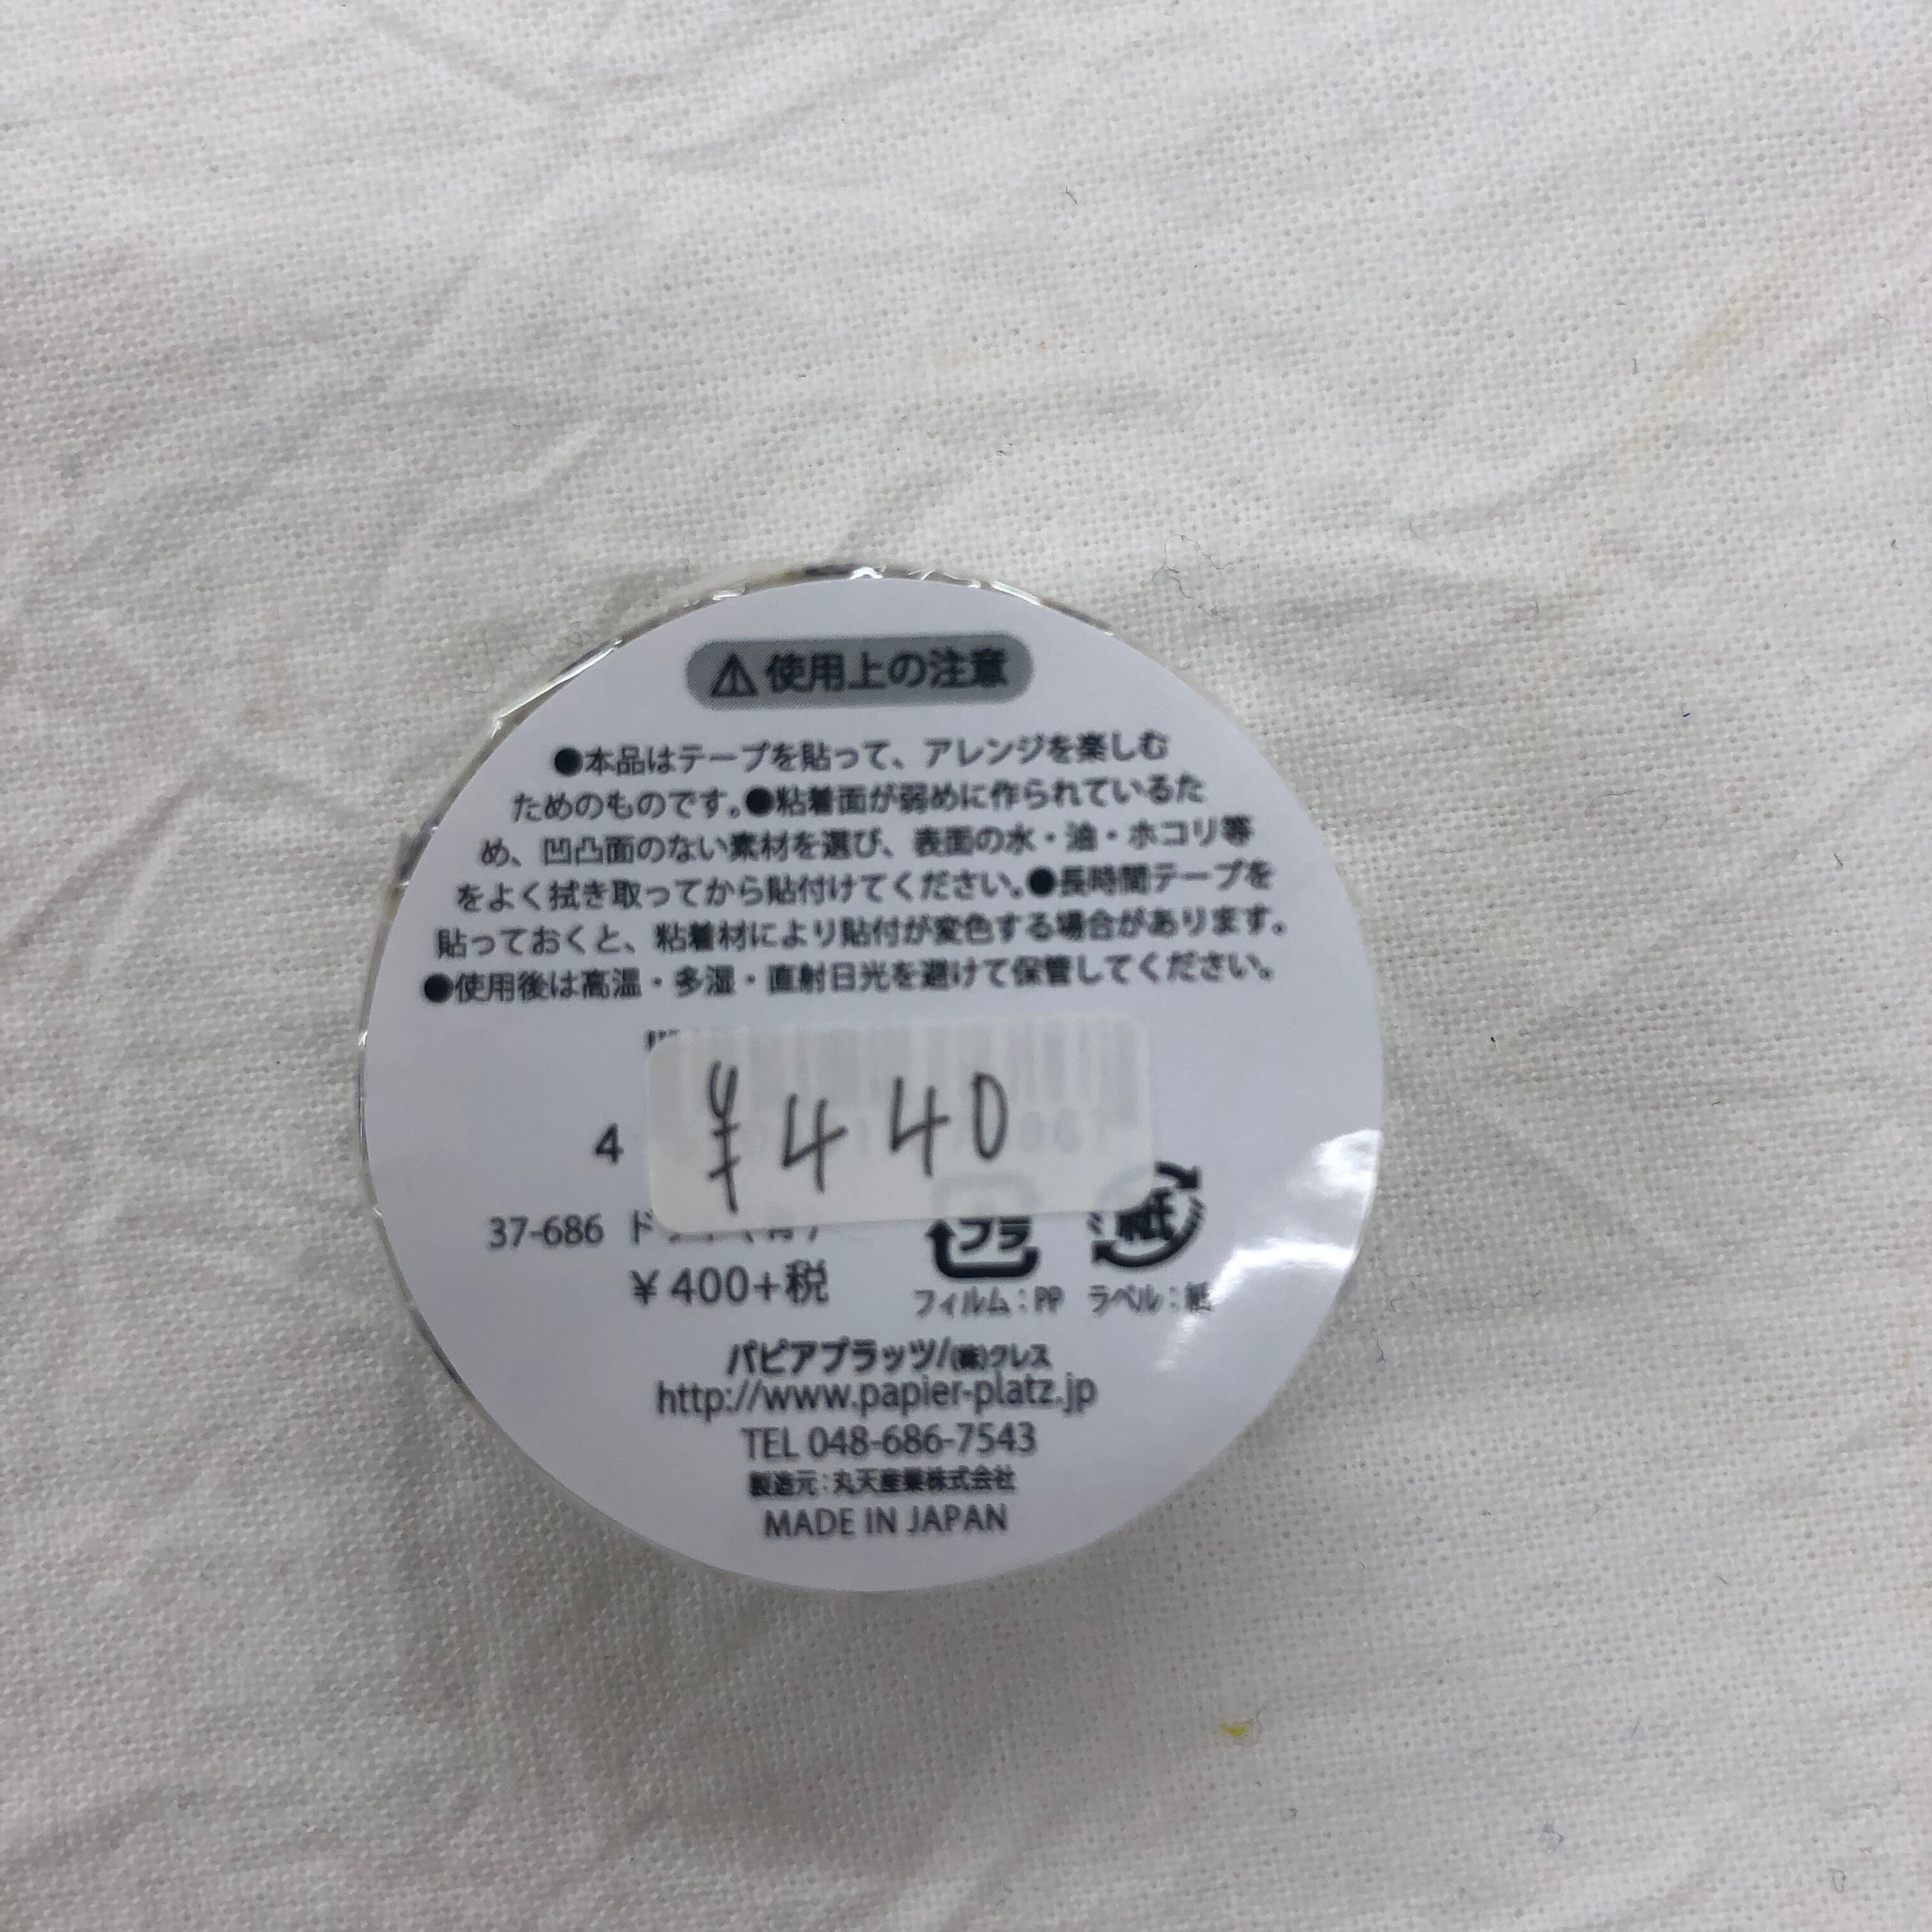 ⚠使用上の注意
●本品はテープを貼って、アレンジを楽しむ
ためのものです。●粘着面が弱めに作られているた
め、凹凸面のない素材を選び、表面の水・油・ホコリ等
をよく拭き取ってから貼付けてください。●長時間テープを
貼っておくと、粘着材により貼付が変色する場合があります。
●使用後は高温・多湿・直射日光を避けて保管してください。
¥440
4
37-686
プラ
紙
¥400+税
フィルム:PP ラベル:紙
パピアプラッツ/(株)クレス
http://www.papier-platz.jp
TEL 048-686-7543
製造元:丸天産業株式会社
MADE IN JAPAN